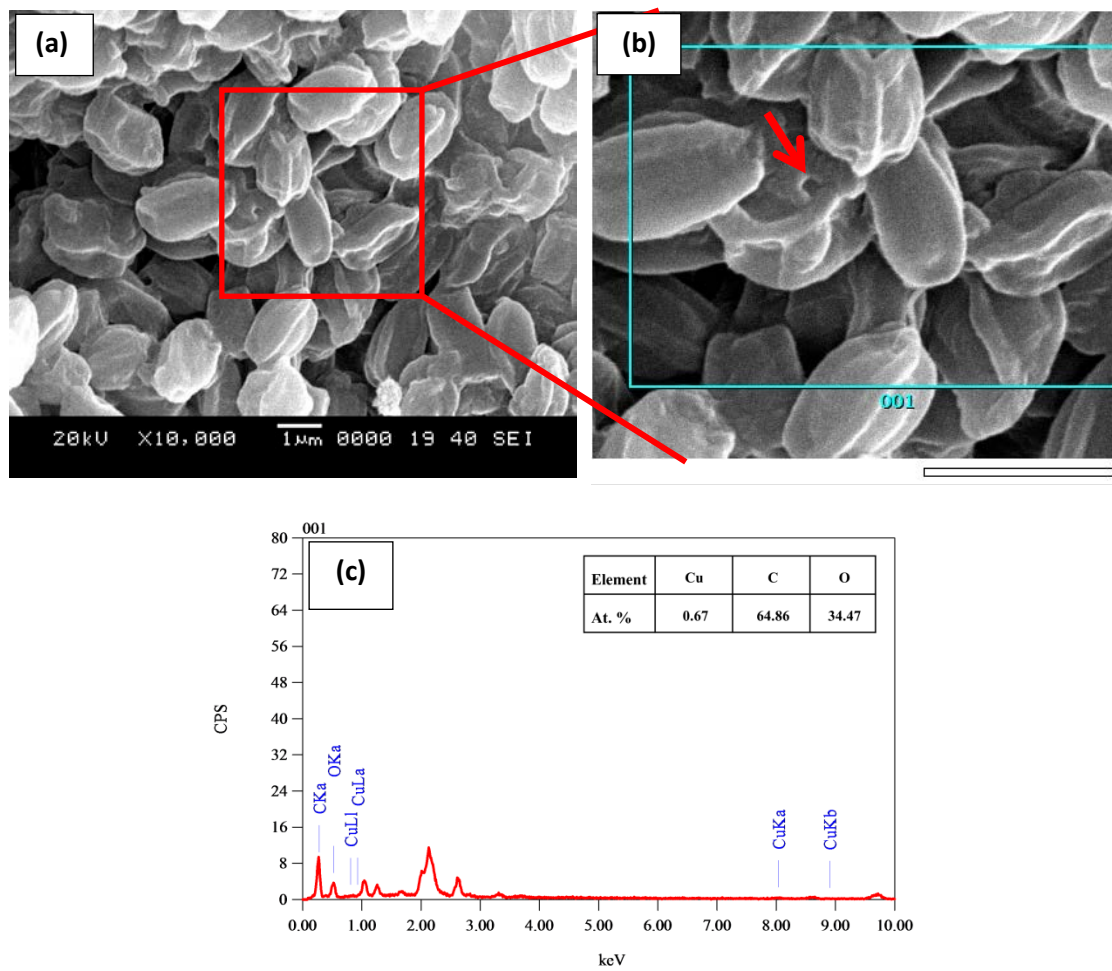 (a)
(b)
20kV X10,000 1µm 0000 19 40 SEI
001
001
(c)
Element Cu C O
At. % 0.67 64.86 34.47
CPS
80
72
64
56
48
40
32
24
16
8
0
CKa
OKa
CuLl
CuLa
CuKa
CuKb
0.00 1.00 2.00 3.00 4.00 5.00 6.00 7.00 8.00 9.00 10.00
keV